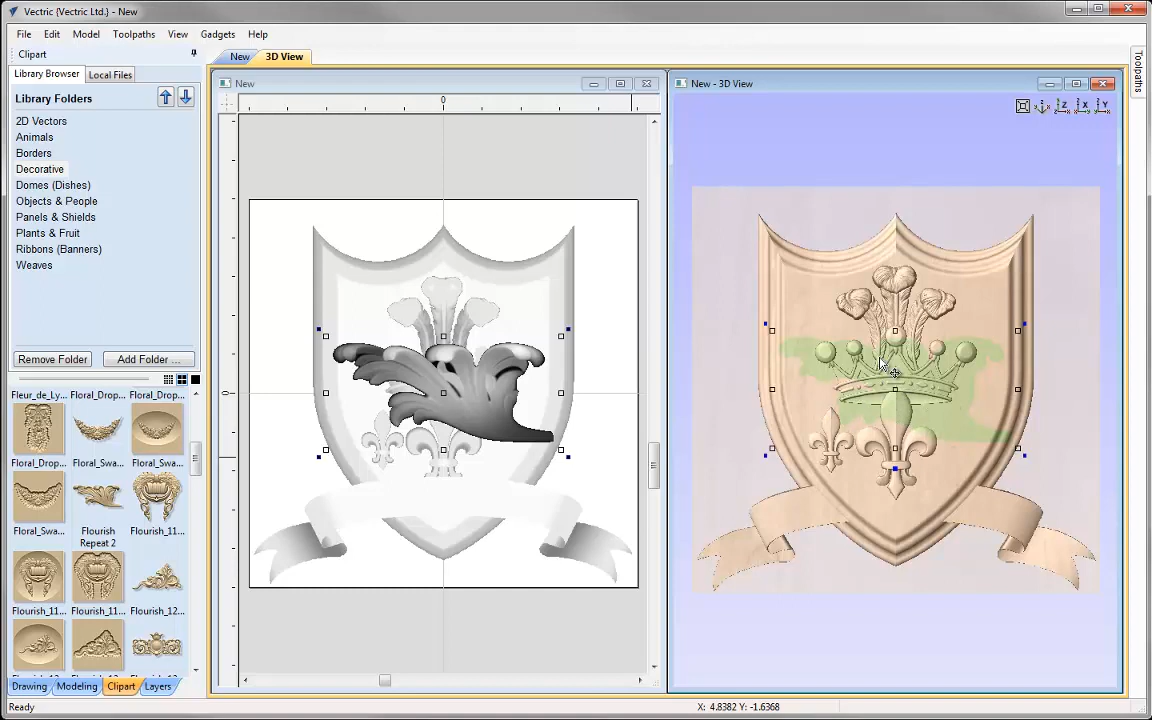 Vectric {Vectric Ltd.} - New
File Edit Model Toolpaths View Gadgets Help
Clipart
New 3D View
Library Browser Local Files
New
New - 3D View
Toolpaths
Library Folders
0
Z X Y
2D Vectors
Animals
Borders
Decorative
Domes (Dishes)
Objects & People
Panels & Shields
Plants & Fruit
Ribbons (Banners)
Weaves
Remove Folder Add Folder ...
Fleur_de_Ly... Floral_Drop... Floral_Drop...
0
Floral_Drop... Floral_Swa... Floral_Swa...
Floral_Swa... Flourish Repeat 2 Flourish_11...
Flourish_11... Flourish_11... Flourish_12...
Drawing Modeling Clipart Layers
Ready
X: 4.8382 Y: -1.6368